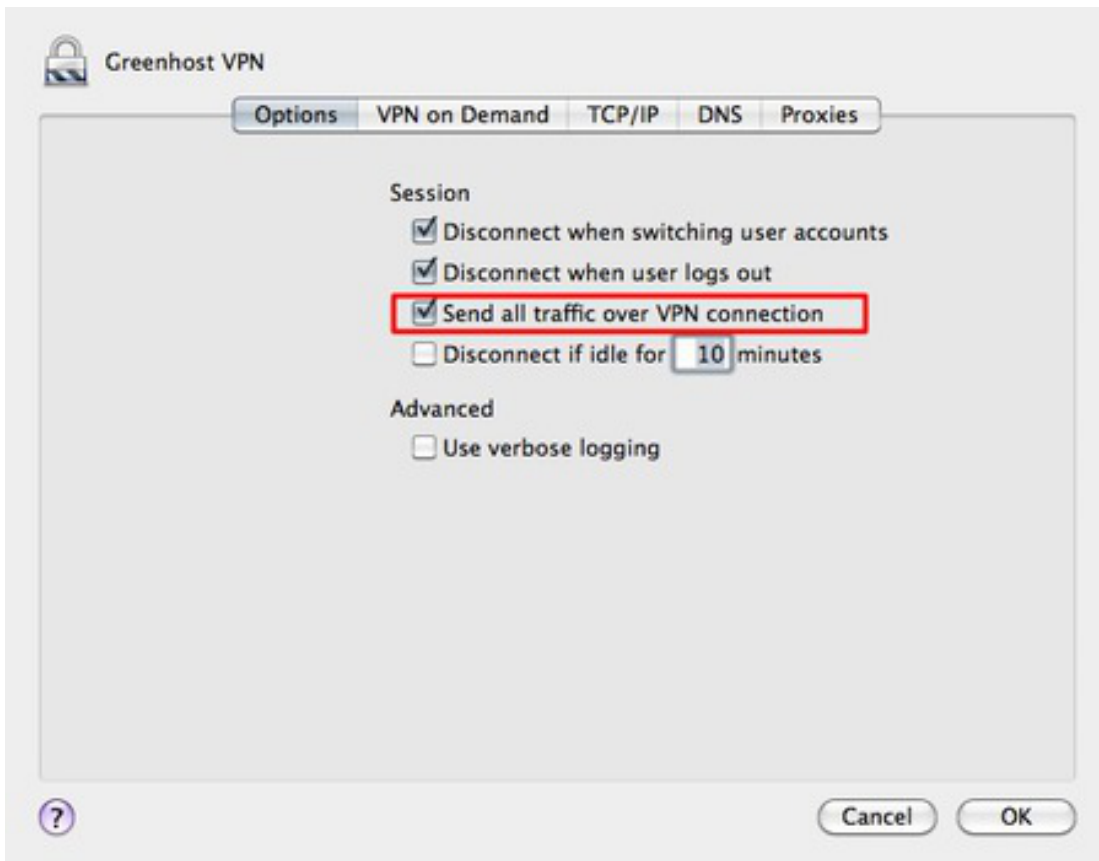 Greenhost VPN
Options VPN on Demand TCP/IP DNS Proxies
Session
Disconnect when switching user accounts
Disconnect when user logs out
Send all traffic over VPN connection
Disconnect if idle for 10 minutes
Advanced
Use verbose logging
? Cancel OK